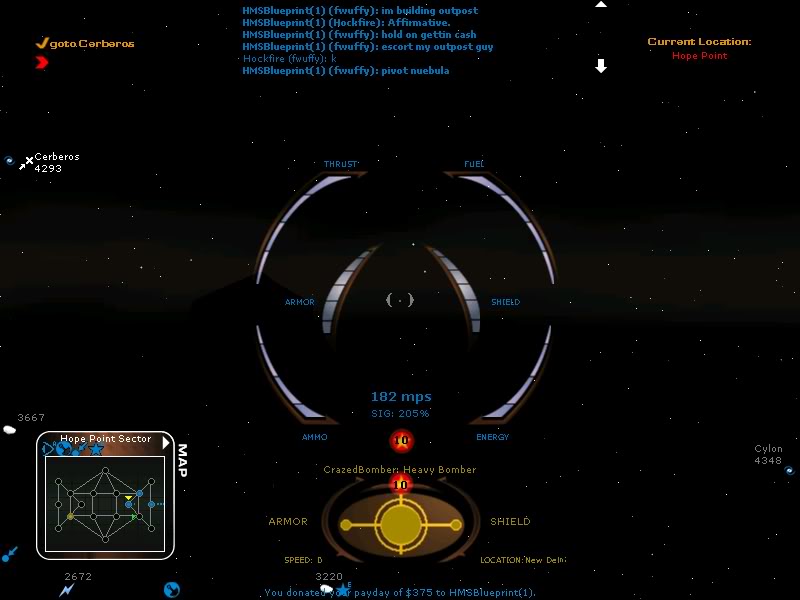 HMSBlueprint(1) (fwuffy): im building outpost
HMSBlueprint(1) (Hockfire): Affirmative.
HMSBlueprint(1) (fwuffy): hold on gettin cash
HMSBlueprint(1) (fwuffy): escort my outpost guy
Hockfire (fwuffy): k
HMSBlueprint(1) (fwuffy): pivot nuebula
goto Cerberos
Current Location:
Hope Point
Cerberos
4293
THRUST
FUEL
ARMOR
SHIELD
182 mps
SIG: 205%
AMMO
ENERGY
10
3667
Hope Point Sector
MAP
Cylon
4348
CrazedBomber: Heavy Bomber
10
ARMOR
SHIELD
SPEED: 0
LOCATION:New Delhi
2672
3220
You donated your payday of $375 to HMSBlueprint(1).